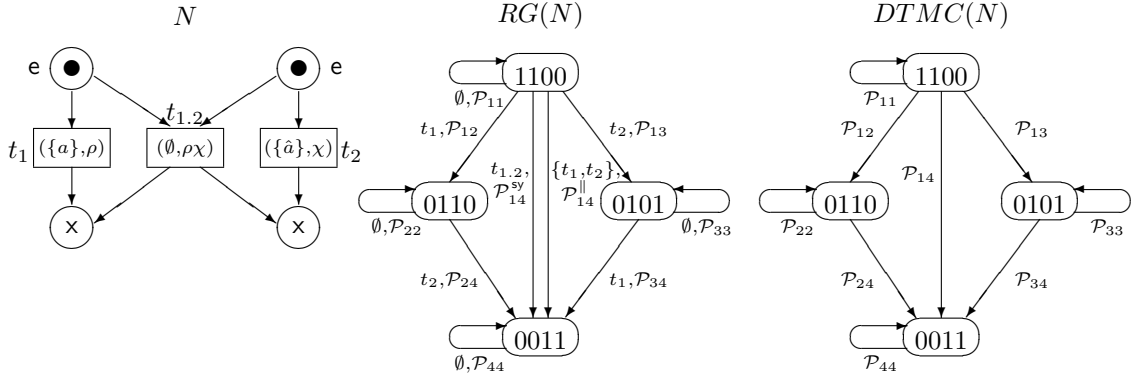 N
e
e
t₁.₂
t₁
({a},ρ)
(∅,ρχ)
({â},χ)
t₂
x
x
RG(N)
1100
∅,𝒫₁₁
t₁,𝒫₁₂
t₂,𝒫₁₃
t₁.₂,
𝒫₁₄^sy
{t₁,t₂},
𝒫₁₄^∥
0110
0101
∅,𝒫₂₂
∅,𝒫₃₃
t₂,𝒫₂₄
t₁,𝒫₃₄
0011
∅,𝒫₄₄
DTMC(N)
1100
𝒫₁₁
𝒫₁₂
𝒫₁₃
𝒫₁₄
0110
0101
𝒫₂₂
𝒫₃₃
𝒫₂₄
𝒫₃₄
0011
𝒫₄₄